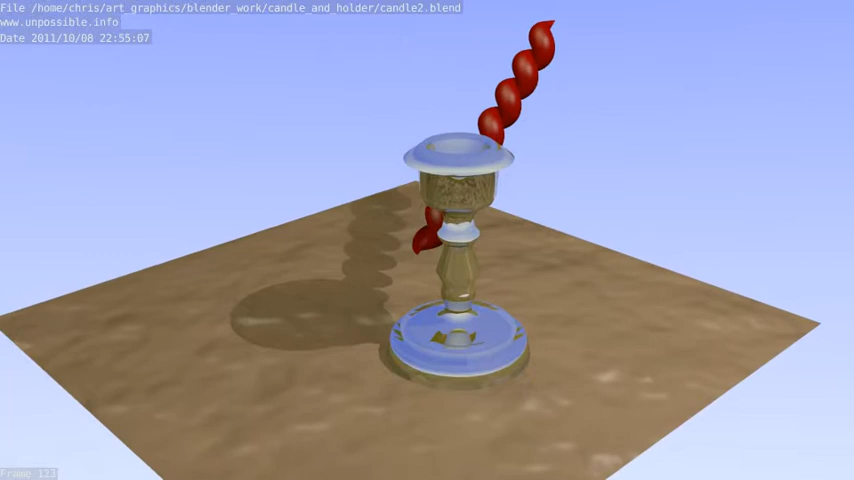 File /home/chris/art_graphics/blender_work/candle_and_holder/candle2.blend
www.unpossible.info
Date 2011/10/08 22:55:07
Frame 123